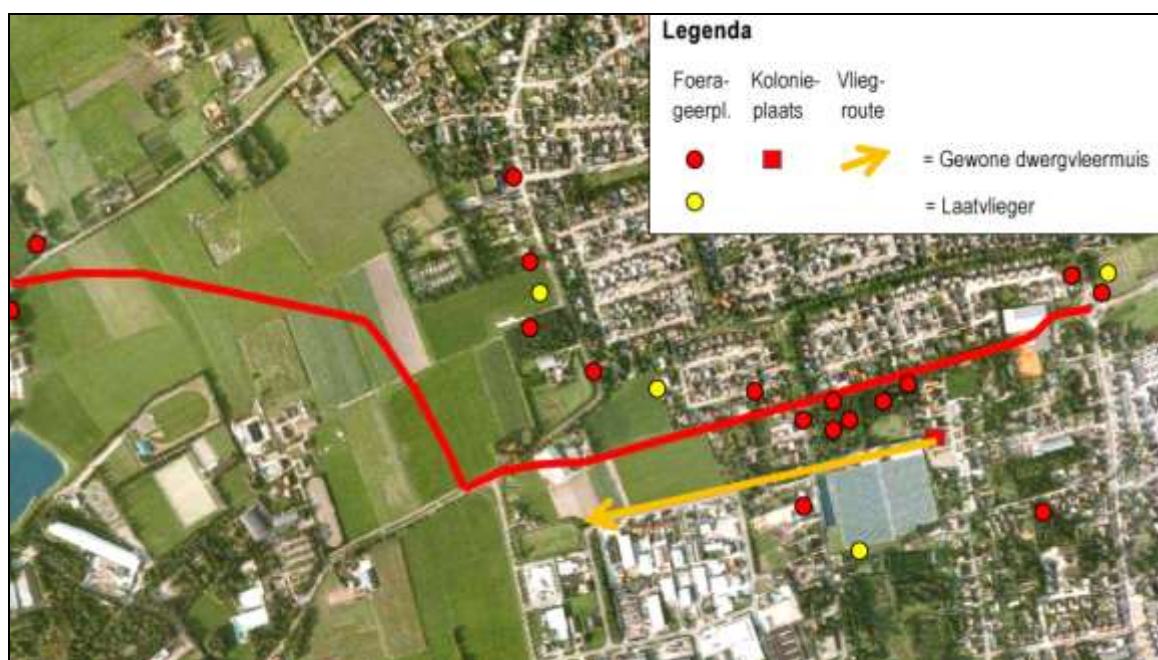 Legenda
Foera- Kolonie- Vlieg-
geerpl. plaats route
= Gewone dwergvleermuis
= Laatvlieger